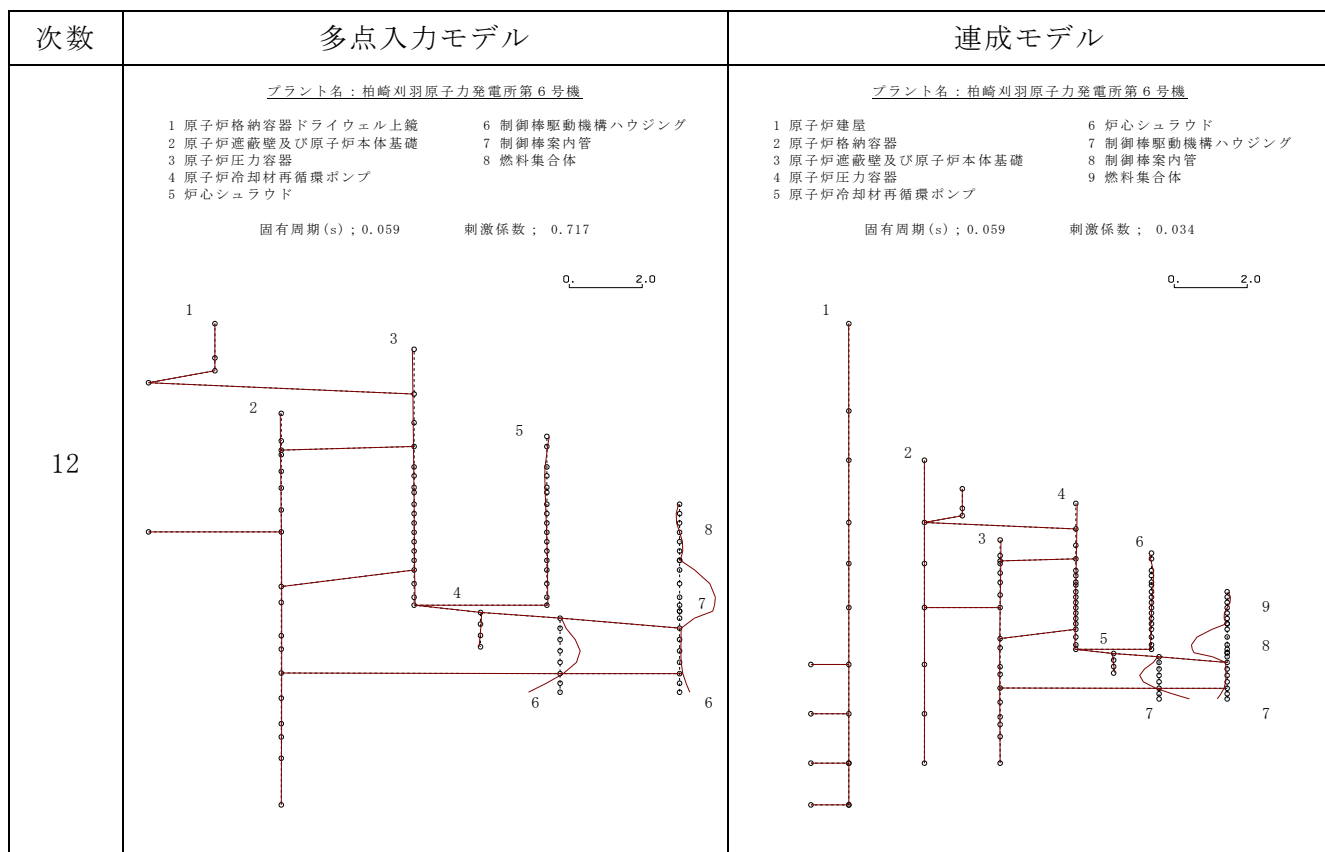 次数
多点入力モデル
連成モデル
12
プラント名：柏崎刈羽原子力発電所第６号機
1 原子炉格納容器ドライウェル上鏡
2 原子炉遮蔽壁及び原子炉本体基礎
3 原子炉圧力容器
4 原子炉冷却材再循環ポンプ
5 炉心シュラウド
6 制御棒駆動機構ハウジング
7 制御棒案内管
8 燃料集合体
固有周期(s)；0.059 刺激係数； 0.717
0. 2.0
1
3
2
5
8
4
7
6
6
プラント名：柏崎刈羽原子力発電所第６号機
1 原子炉建屋
2 原子炉格納容器
3 原子炉遮蔽壁及び原子炉本体基礎
4 原子炉圧力容器
5 原子炉冷却材再循環ポンプ
6 炉心シュラウド
7 制御棒駆動機構ハウジング
8 制御棒案内管
9 燃料集合体
固有周期(s)；0.059 刺激係数； 0.034
0. 2.0
1
2
4
3
6
9
5
8
7
7